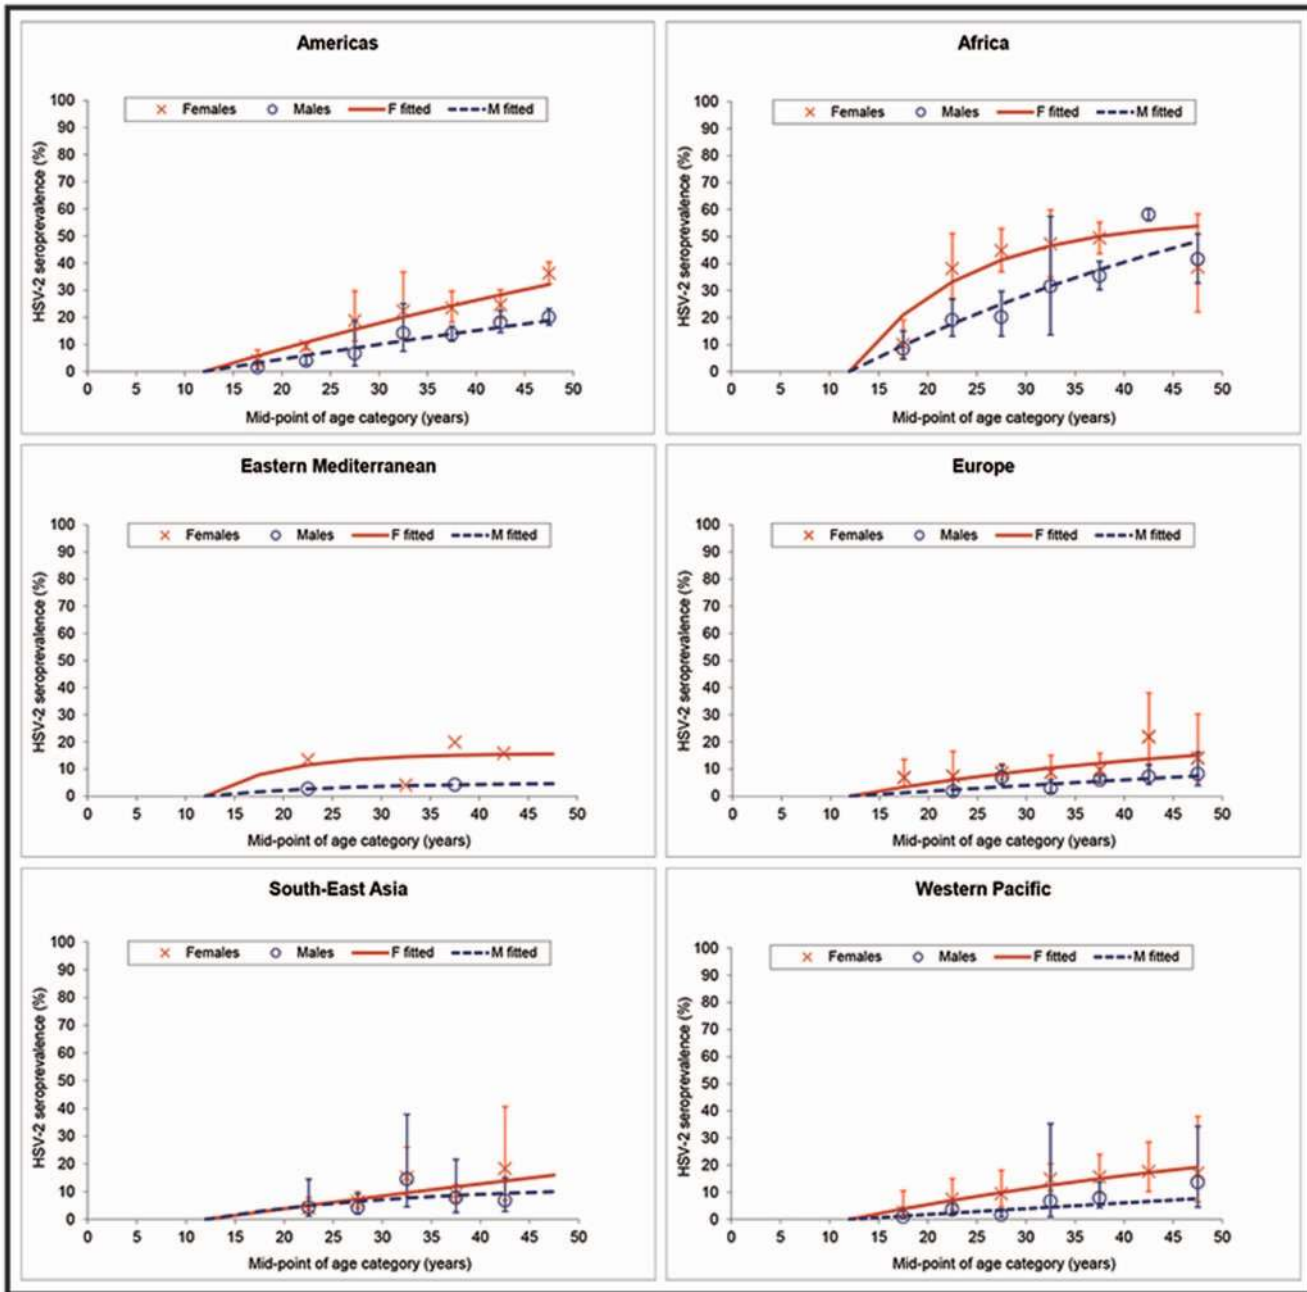 Americas
HSV-2 seroprevalence (%)
100
90
80
70
60
50
40
30
20
10
0
Females Males F fitted M fitted
0 5 10 15 20 25 30 35 40 45 50
Mid-point of age category (years)
Africa
HSV-2 seroprevalence (%)
100
90
80
70
60
50
40
30
20
10
0
Females Males F fitted M fitted
0 5 10 15 20 25 30 35 40 45 50
Mid-point of age category (years)
Eastern Mediterranean
HSV-2 seroprevalence (%)
100
90
80
70
60
50
40
30
20
10
0
Females Males F fitted M fitted
0 5 10 15 20 25 30 35 40 45 50
Mid-point of age category (years)
Europe
HSV-2 seroprevalence (%)
100
90
80
70
60
50
40
30
20
10
0
Females Males F fitted M fitted
0 5 10 15 20 25 30 35 40 45 50
Mid-point of age category (years)
South-East Asia
HSV-2 seroprevalence (%)
100
90
80
70
60
50
40
30
20
10
0
Females Males F fitted M fitted
0 5 10 15 20 25 30 35 40 45 50
Mid-point of age category (years)
Western Pacific
HSV-2 seroprevalence (%)
100
90
80
70
60
50
40
30
20
10
0
Females Males F fitted M fitted
0 5 10 15 20 25 30 35 40 45 50
Mid-point of age category (years)